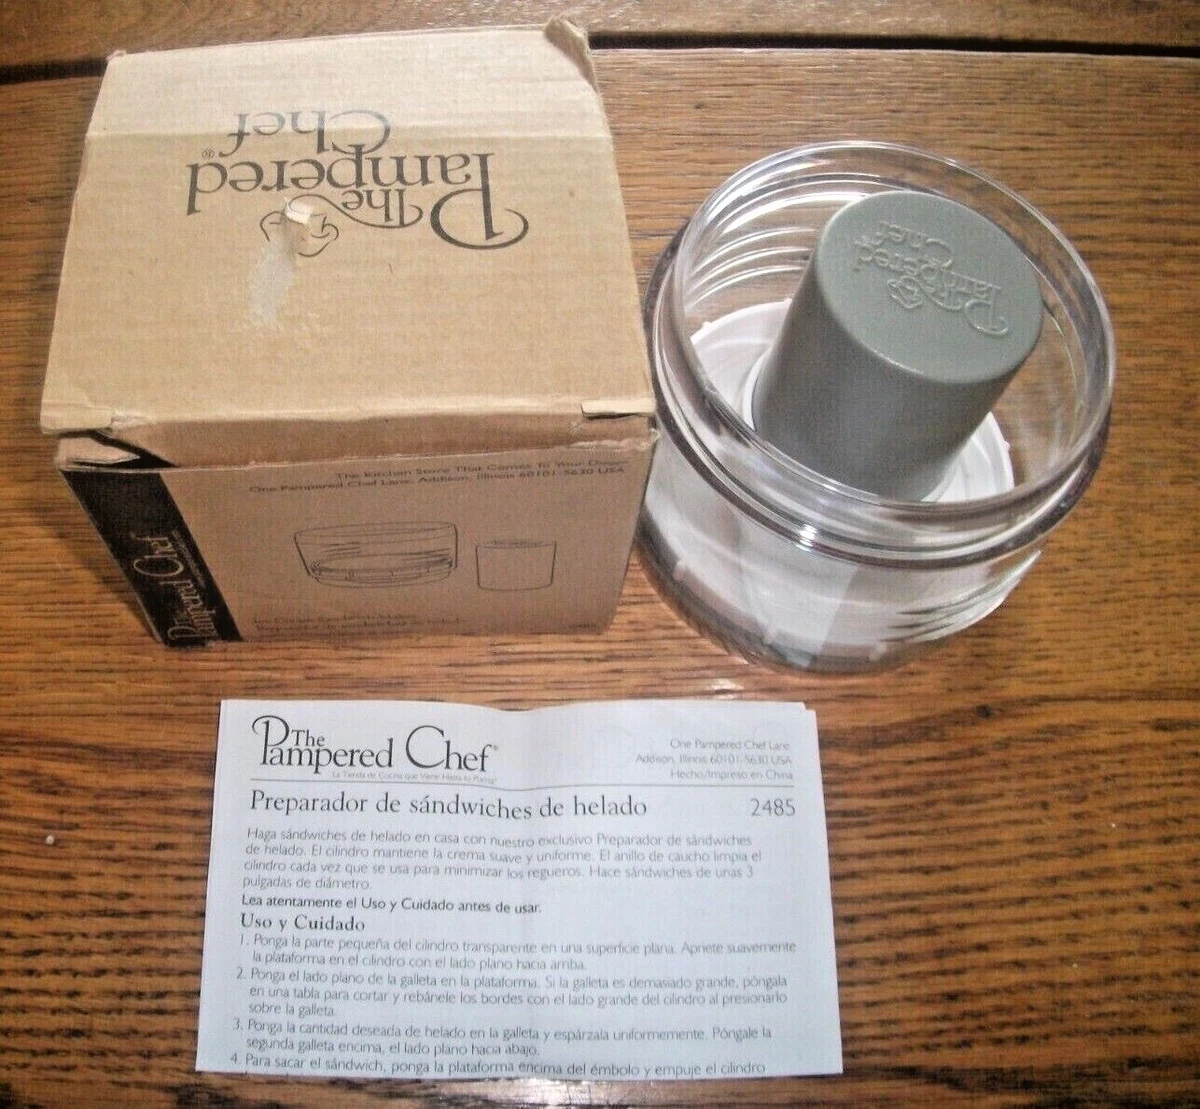 The
Pampered
Chef®
The Kitchen Store That Comes To Your Door®
One Pampered Chef Lane, Addison, Illinois 60101-5630 USA
The Pampered Chef
The
Pampered
Chef
The
Pampered Chef®
La Tienda de Cocina que Viene Hasta tu Puerta®
One Pampered Chef Lane
Addison, Illinois 60101-5630 USA
Hecho/Impreso en China
Preparador de sándwiches de helado 2485
Haga sándwiches de helado en casa con nuestro exclusivo Preparador de sándwiches
de helado. El cilindro mantiene la crema suave y uniforme. El anillo de caucho limpia el
cilindro cada vez que se usa para minimizar los regueros. Hace sándwiches de unas 3
pulgadas de diámetro.
Lea atentamente el Uso y Cuidado antes de usar.
Uso y Cuidado
1. Ponga la parte pequeña del cilindro transparente en una superficie plana. Apriete suavemente
la plataforma en el cilindro con el lado plano hacia arriba.
2. Ponga el lado plano de la galleta en la plataforma. Si la galleta es demasiado grande, póngala
en una tabla para cortar y rebánele los bordes con el lado grande del cilindro al presionarlo
sobre la galleta.
3. Ponga la cantidad deseada de helado en la galleta y espárzala uniformemente. Póngale la
segunda galleta encima, el lado plano hacia abajo.
4. Para sacar el sándwich, ponga la plataforma encima del émbolo y empuje el cilindro